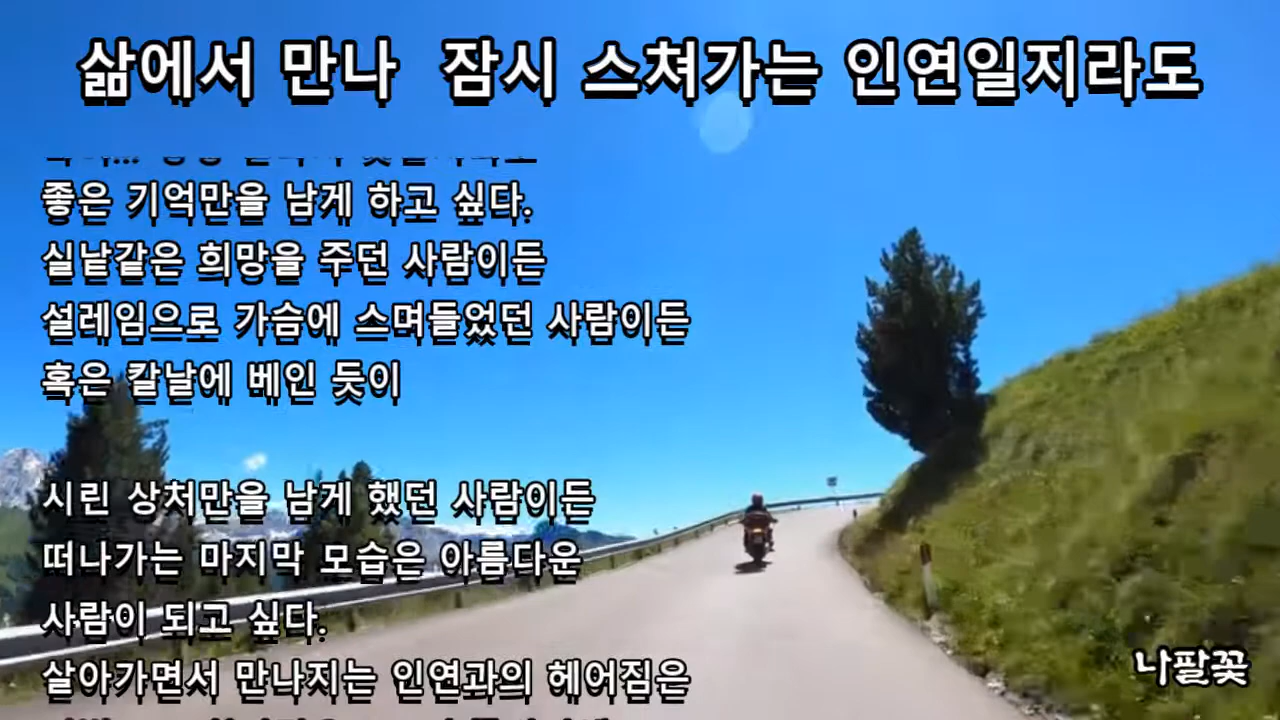 삶에서 만나 잠시 스쳐가는 인연일지라도
좋은 기억만을 남게 하고 싶다.
실낱같은 희망을 주던 사람이든
설레임으로 가슴에 스며들었던 사람이든
혹은 칼날에 베인 듯이
시린 상처만을 남게 했던 사람이든
떠나가는 마지막 모습은 아름다운
사람이 되고 싶다.
살아가면서 만나지는 인연과의 헤어짐은
나팔꽃